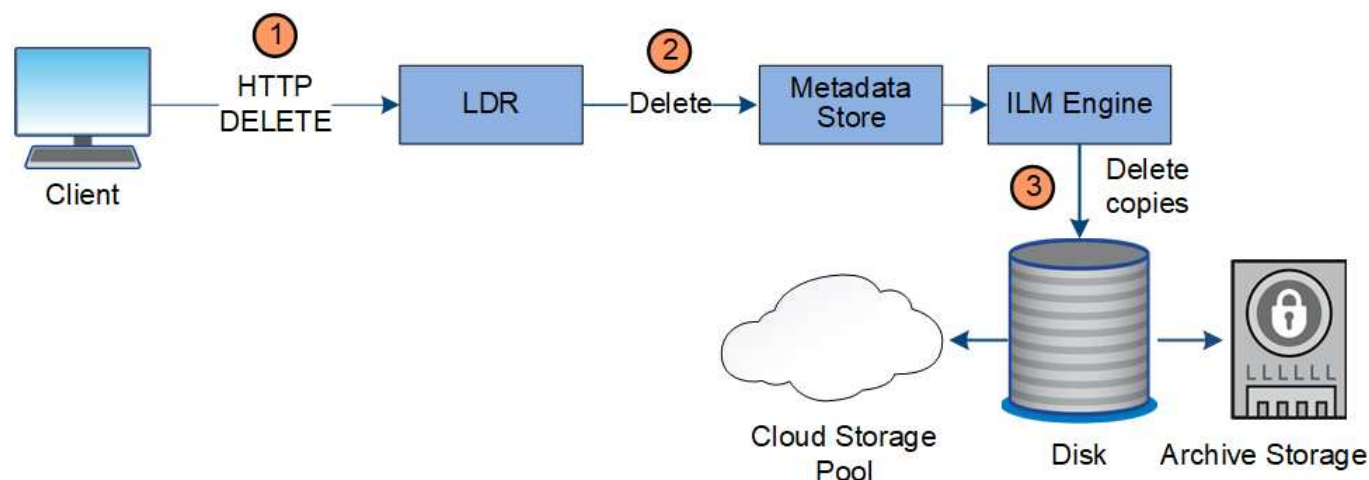 1
HTTP
DELETE
Client
LDR
2
Delete
Metadata
Store
ILM Engine
3
Delete
copies
Cloud Storage
Pool
Disk
L L L L L L
Archive Storage